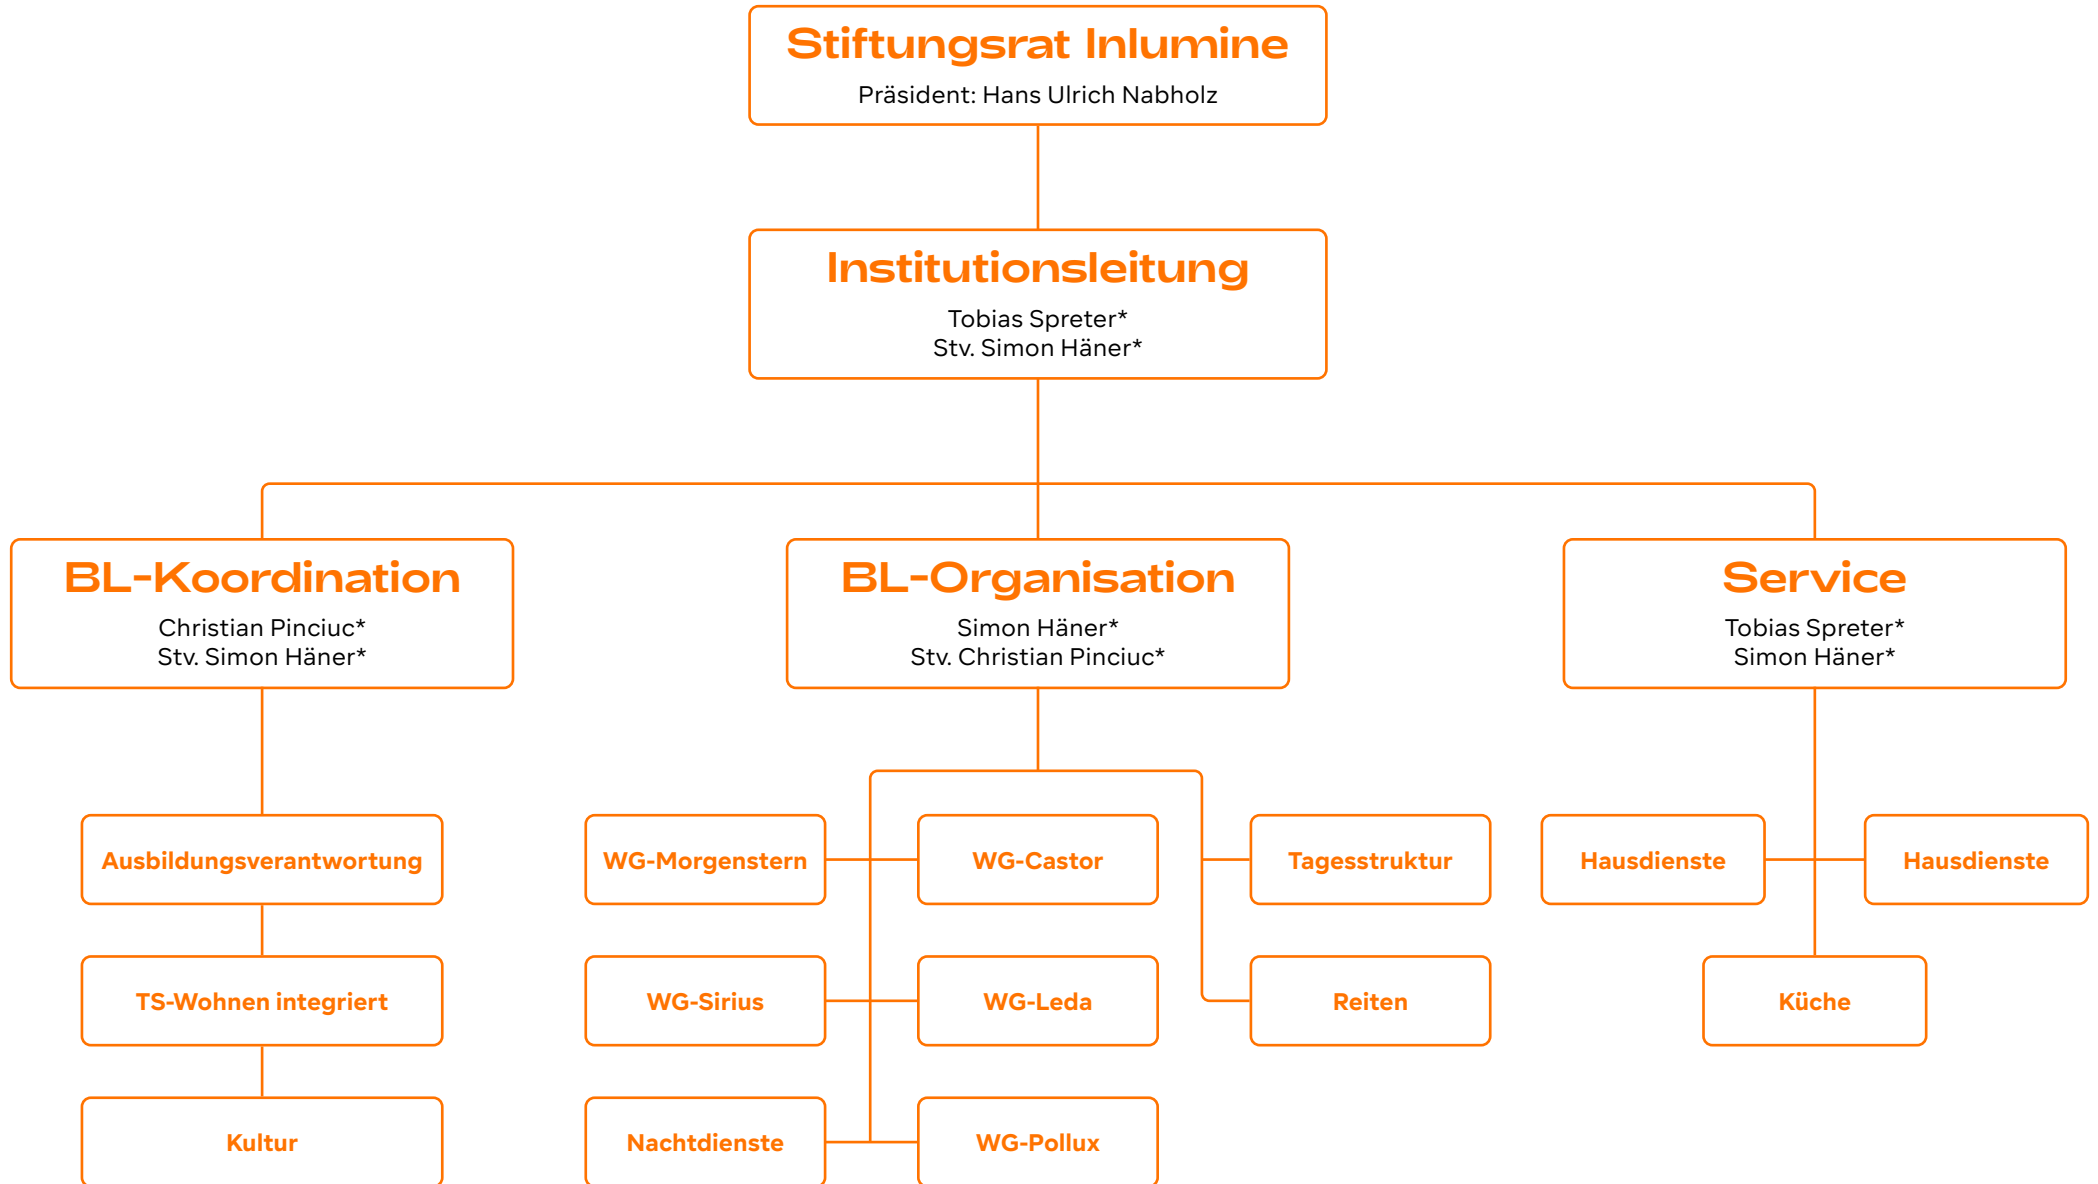 Stiftungsrat Inlumine
Präsident: Hans Ulrich Nabholz
Institutionsleitung
Tobias Spreter*
Stv. Simon Häner*
BL-Koordination
Christian Pinciuc*
Stv. Simon Häner*
BL-Organisation
Simon Häner*
Stv. Christian Pinciuc*
Service
Tobias Spreter*
Simon Häner*
Ausbildungsverantwortung
TS-Wohnen integriert
Kultur
WG-Morgenstern
WG-Castor
Tagesstruktur
WG-Sirius
WG-Leda
Reiten
Nachtdienste
WG-Pollux
Hausdienste
Hausdienste
Küche